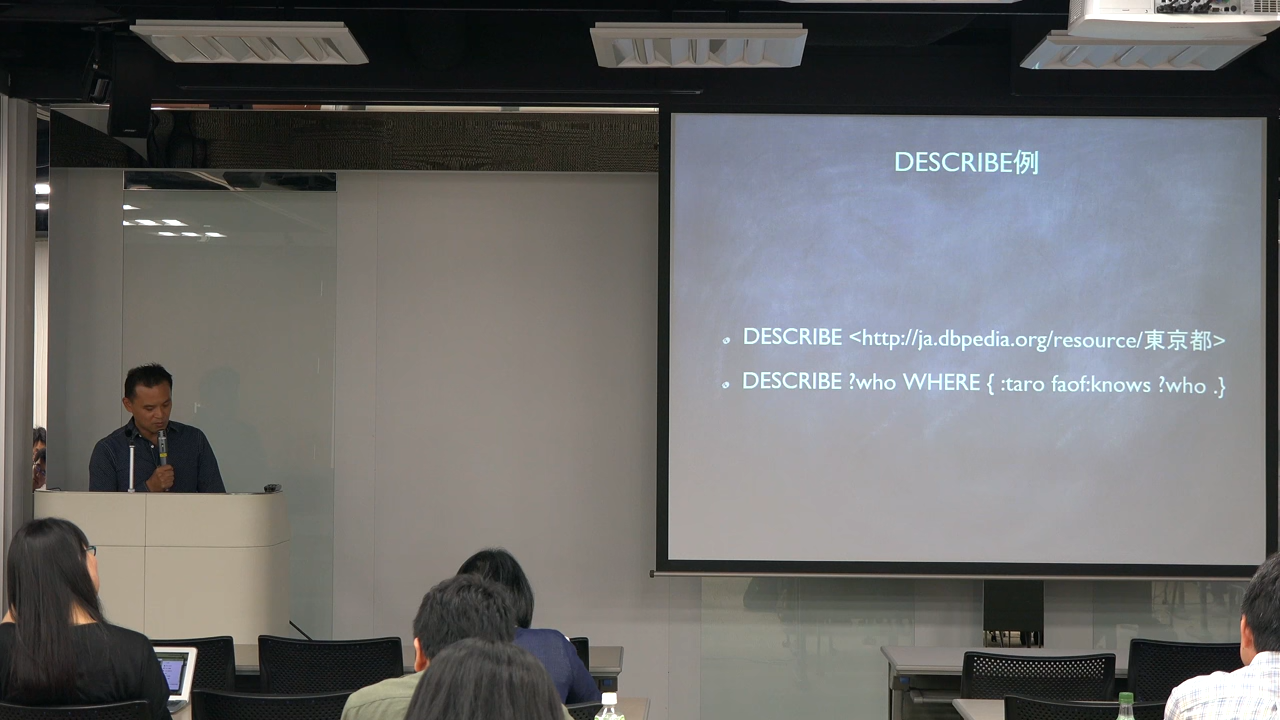 DESCRIBE例
DESCRIBE <http://ja.dbpedia.org/resource/東京都>
DESCRIBE ?who WHERE { :taro faof:knows ?who .}